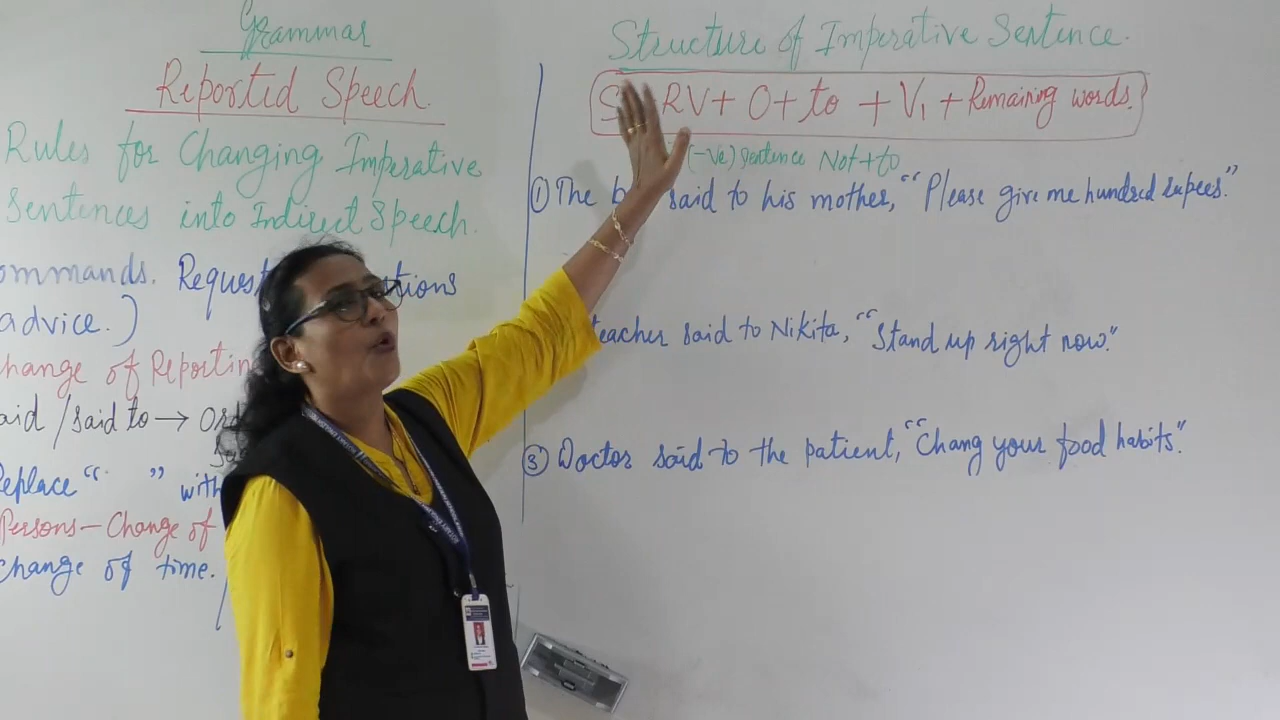 Grammar
Reported Speech.
Rules for Changing Imperative
Sentences into Indirect Speech.
ommands. Request tions
advice.)
hange of Reportin
aid / said to → Ord
eplace “ ” with
Persons – Change of
change of time.
Structure of Imperative Sentence.
S RV + O + to + V1 + Remaining words.
(-ve) Sentence Not + to
① The b said to his mother, “Please give me hundred rupees.”
teacher said to Nikita, “Stand up right now.”
③ Doctor said to the patient, “Chang your food habits.”